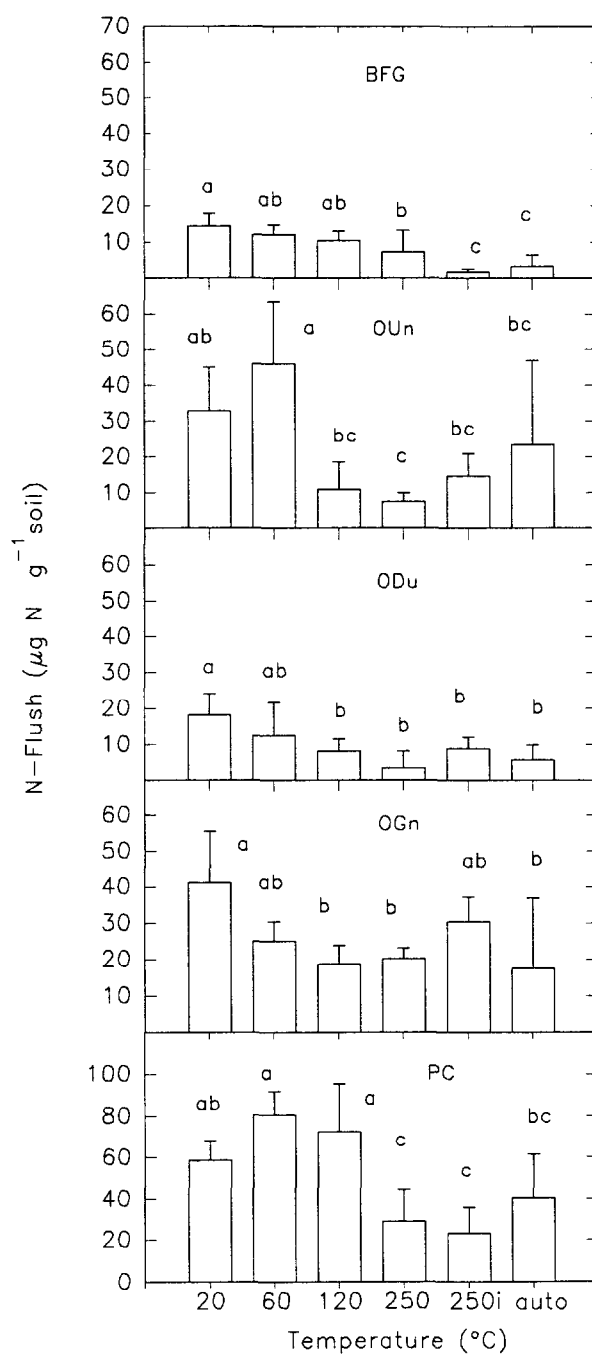 70
BFG
60
50
40
30
a ab ab b c c
20
10
60
ab a OUn bc
50
40
bc c bc
30
20
10
60
ODu
50
40
30
a ab b b b b
20
10
60
OGn
50
a ab b b ab b
40
30
20
10
100
PC
a a
80
ab bc
60
c c
40
20
0
20 60 120 250 250i auto
Temperature (°C)
N-Flush (µg N g⁻¹ soil)